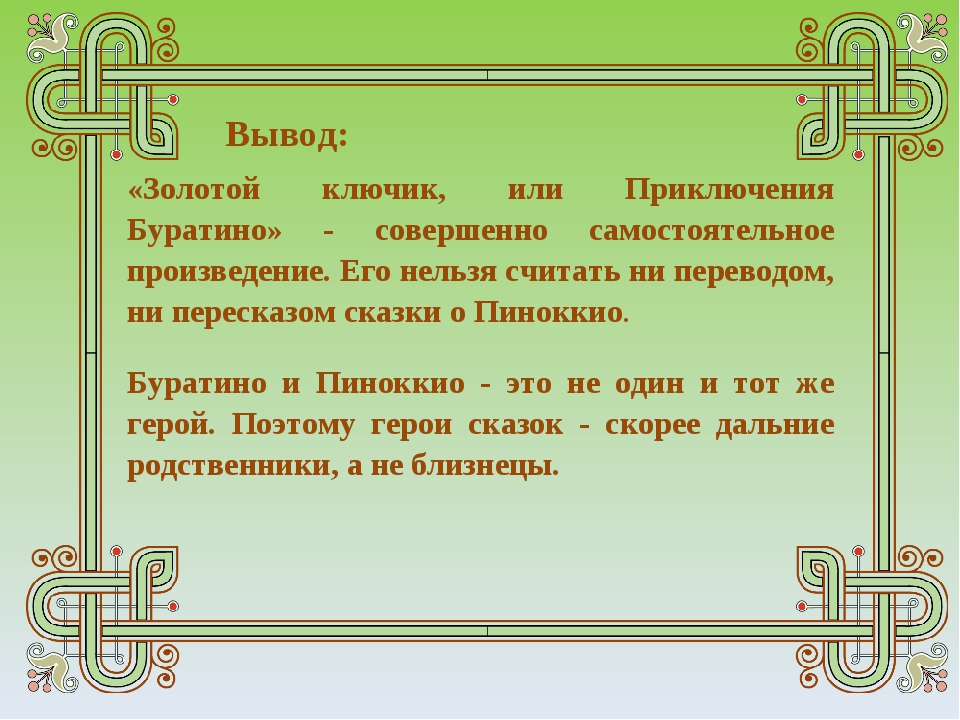 Вывод:
«Золотой ключик, или Приключения
Буратино» - совершенно самостоятельное
произведение. Его нельзя считать ни переводом,
ни пересказом сказки о Пиноккио.
Буратино и Пиноккио - это не один и тот же
герой. Поэтому герои сказок - скорее дальние
родственники, а не близнецы.